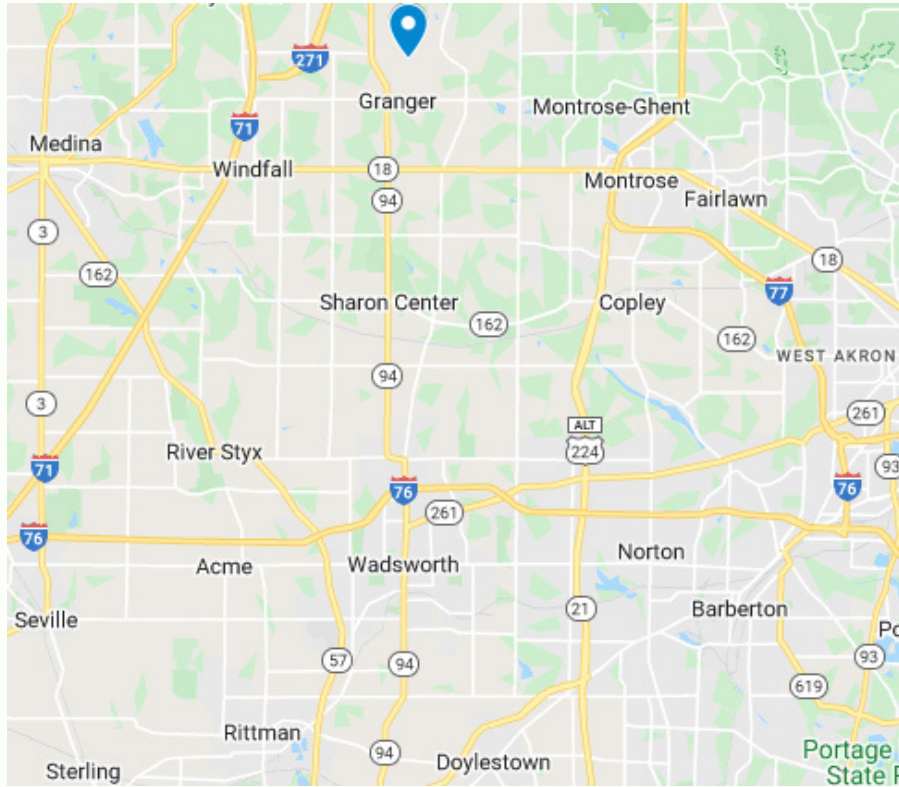 271
Granger
Montrose-Ghent
71
Medina
Windfall
18
Montrose
94
Fairlawn
3
18
162
77
Sharon Center
Copley
162
162
WEST AKRON
94
3
261
ALT
224
River Styx
71
93
76
76
261
76
Norton
Acme
Wadsworth
21
Barberton
Seville
Po
57
94
93
619
Rittman
94
Doylestown
Portage
State F
Sterling